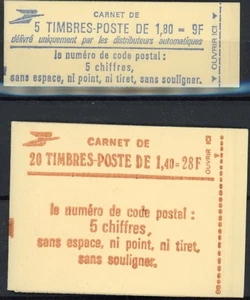 CARNET DE
5 TIMBRES-POSTE DE 1,80 = 9F
délivré uniquement par les distributeurs automatiques
le numéro de code postal :
5 chiffres,
sans espace, ni point, ni tiret, sans souligner.
OUVRIR ICI
CARNET DE
20 TIMBRES-POSTE DE 1,40=28F
le numéro de code postal :
5 chiffres,
sans espace, ni point, ni tiret,
sans souligner.
OUVRIR ICI